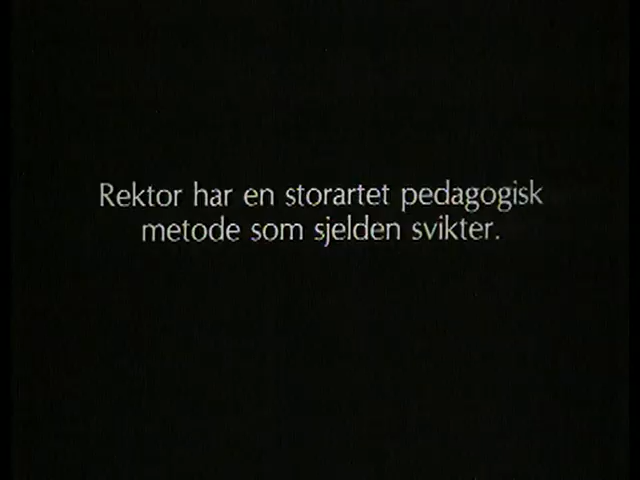 Rektor har en storartet pedagogisk
metode som sjelden svikter.